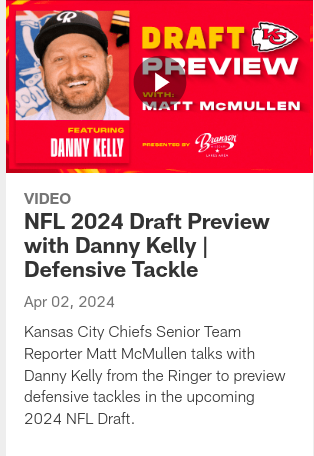 DRAFT
KC
PREVIEW
WITH:
MATT McMULLEN
FEATURING
DANNY KELLY
PRESENTED BY
Branson
VIDEO
NFL 2024 Draft Preview
with Danny Kelly |
Defensive Tackle
Apr 02, 2024
Kansas City Chiefs Senior Team
Reporter Matt McMullen talks with
Danny Kelly from the Ringer to preview
defensive tackles in the upcoming
2024 NFL Draft.